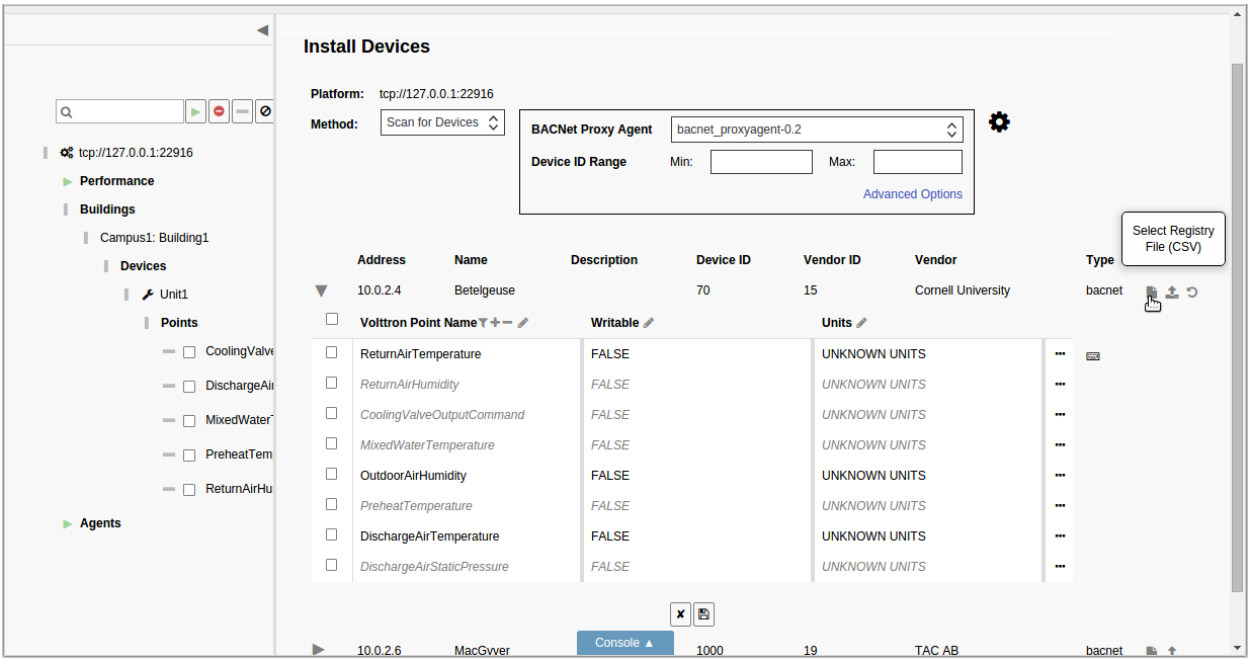 Install Devices
Platform: tcp://127.0.0.1:22916
Method: Scan for Devices
BACNet Proxy Agent bacnet_proxyagent-0.2
Device ID Range Min: Max:
Advanced Options
tcp://127.0.0.1:22916
Performance
Buildings
Campus1: Building1
Devices
Unit1
Points
CoolingValve
DischargeAir
MixedWaterT
PreheatTem
ReturnAirHu
Agents
Select Registry
File (CSV)
Address Name Description Device ID Vendor ID Vendor Type
10.0.2.4 Betelgeuse 70 15 Cornell University bacnet
Volttron Point Name Writable Units
ReturnAirTemperature FALSE UNKNOWN UNITS
ReturnAirHumidity FALSE UNKNOWN UNITS
CoolingValveOutputCommand FALSE UNKNOWN UNITS
MixedWaterTemperature FALSE UNKNOWN UNITS
OutdoorAirHumidity FALSE UNKNOWN UNITS
PreheatTemperature FALSE UNKNOWN UNITS
DischargeAirTemperature FALSE UNKNOWN UNITS
DischargeAirStaticPressure FALSE UNKNOWN UNITS
Console ▲
10.0.2.6 MacGyver 1000 19 TAC AB bacnet